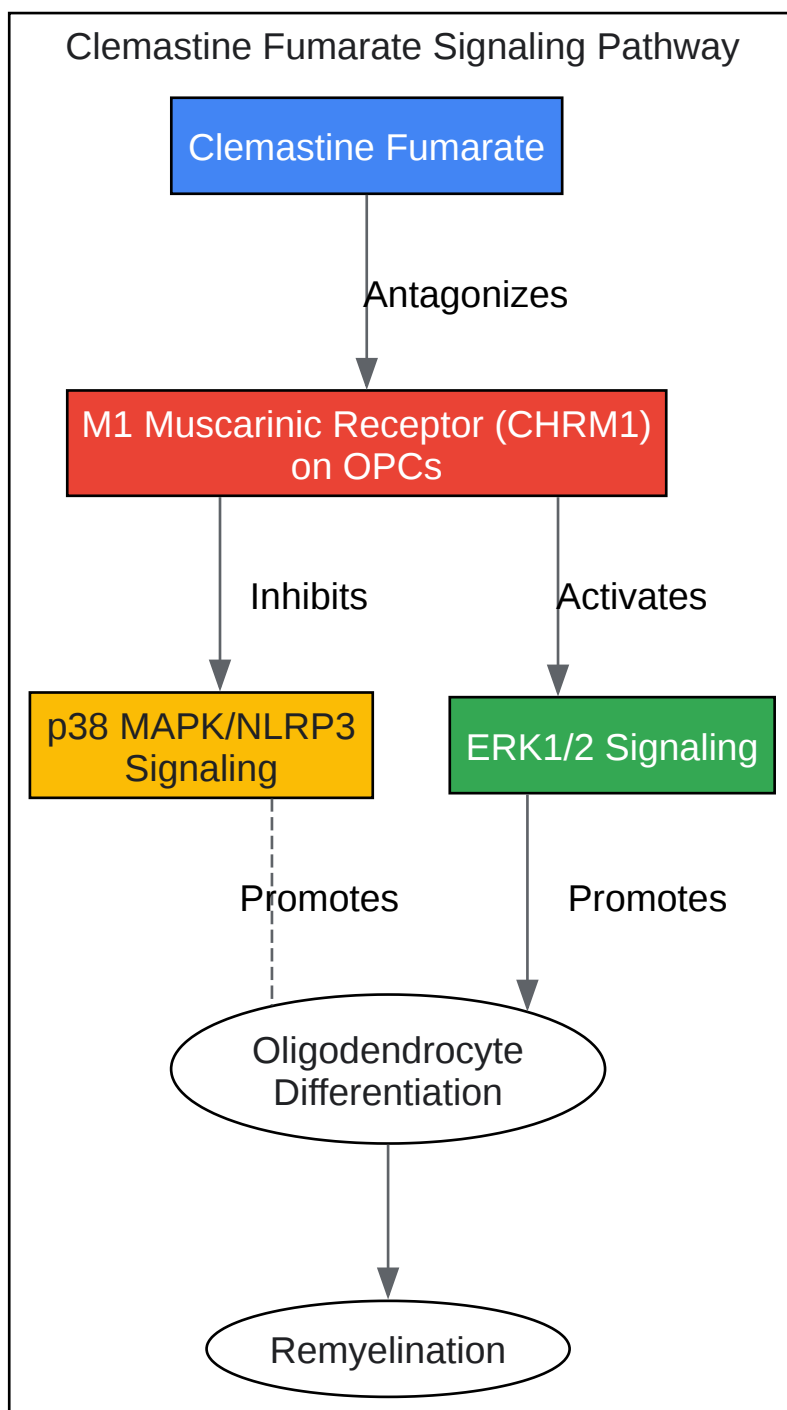 Clemastine Fumarate Signaling Pathway
Clemastine Fumarate
Antagonizes
M1 Muscarinic Receptor (CHRM1)
on OPCs
Inhibits
Activates
p38 MAPK/NLRP3
Signaling
ERK1/2 Signaling
Promotes
Promotes
Oligodendrocyte
Differentiation
Remyelination